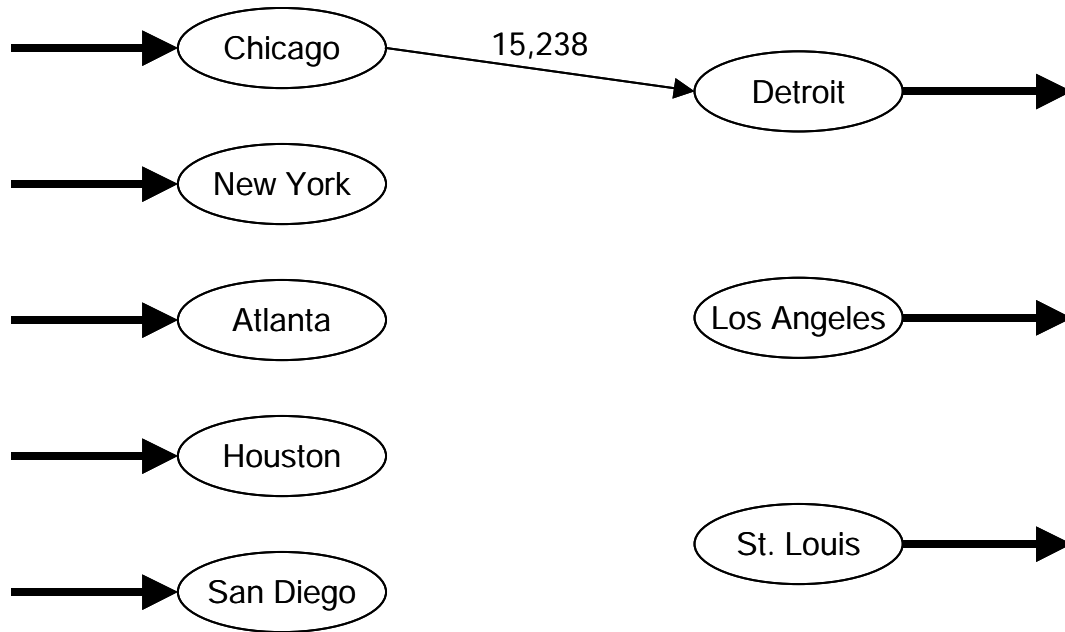 Chicago
15,238
Detroit
New York
Atlanta
Los Angeles
Houston
St. Louis
San Diego